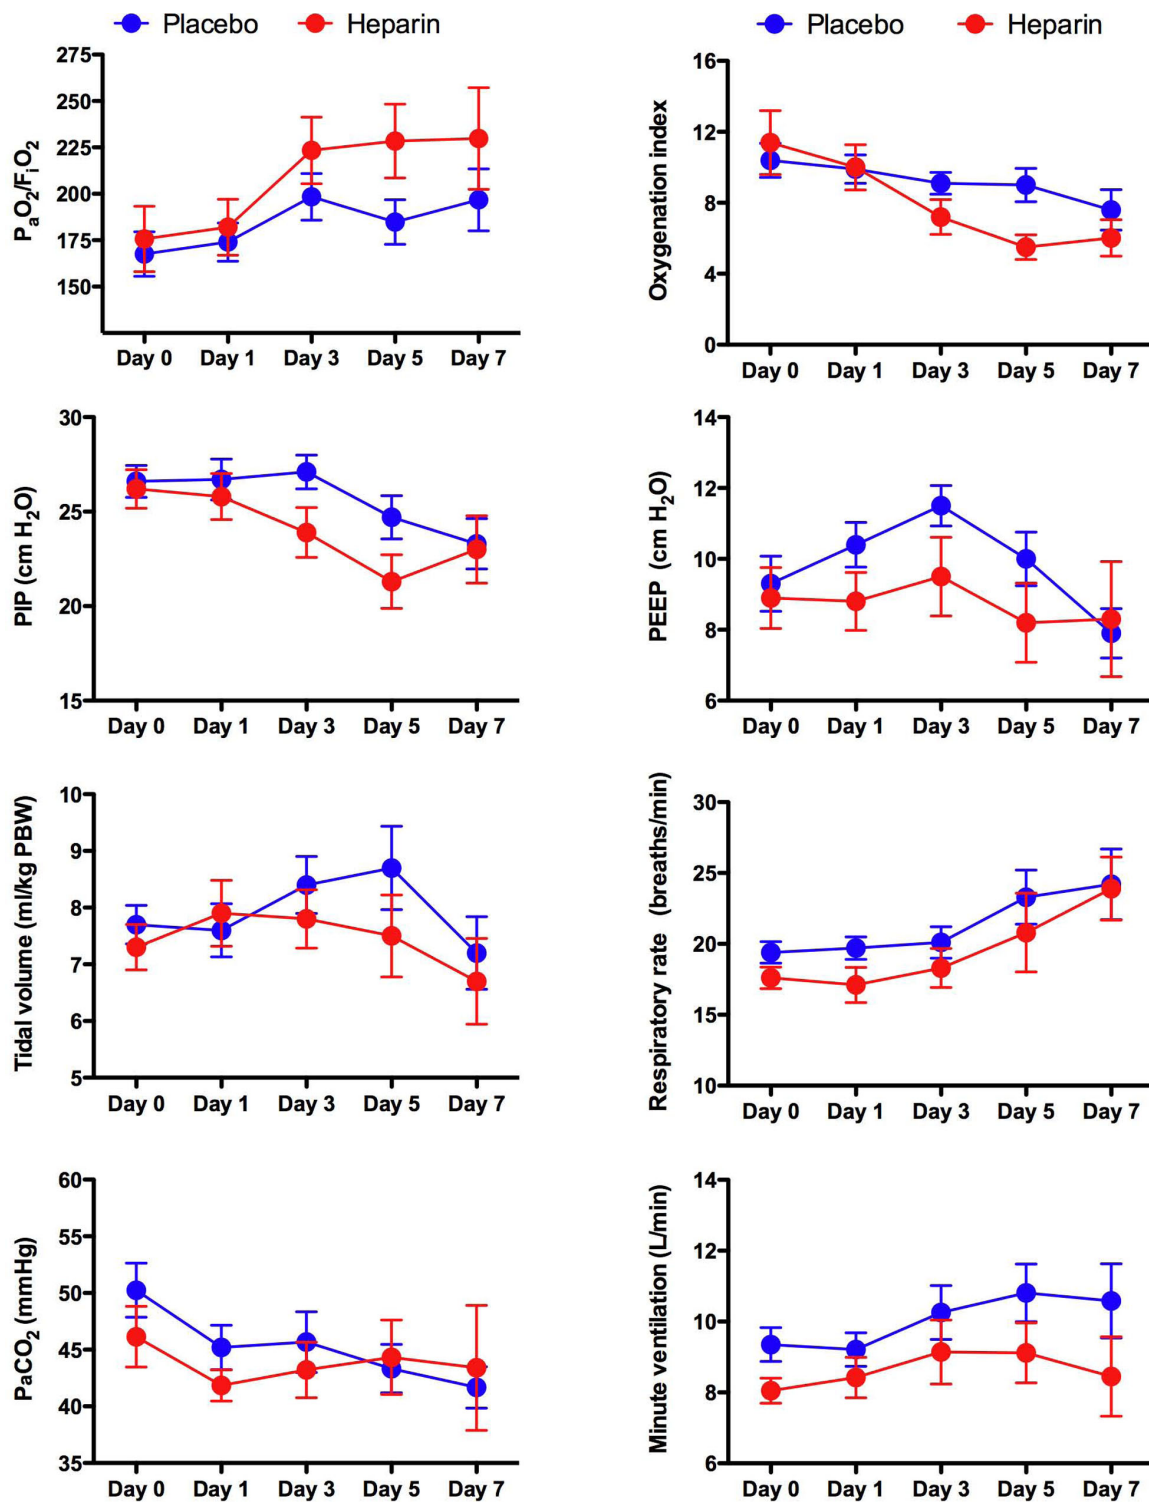 Placebo Heparin
PaO2/FiO2
275
250
225
200
175
150
Day 0 Day 1 Day 3 Day 5 Day 7
Placebo Heparin
Oxygenation index
16
12
8
4
0
Day 0 Day 1 Day 3 Day 5 Day 7
PIP (cm H2O)
30
25
20
15
Day 0 Day 1 Day 3 Day 5 Day 7
PEEP (cm H2O)
14
12
10
8
6
Day 0 Day 1 Day 3 Day 5 Day 7
Tidal volume (ml/kg PBW)
10
9
8
7
6
5
Day 0 Day 1 Day 3 Day 5 Day 7
Respiratory rate (breaths/min)
30
25
20
15
10
Day 0 Day 1 Day 3 Day 5 Day 7
PaCO2 (mmHg)
60
55
50
45
40
35
Day 0 Day 1 Day 3 Day 5 Day 7
Minute ventilation (L/min)
14
12
10
8
6
Day 0 Day 1 Day 3 Day 5 Day 7